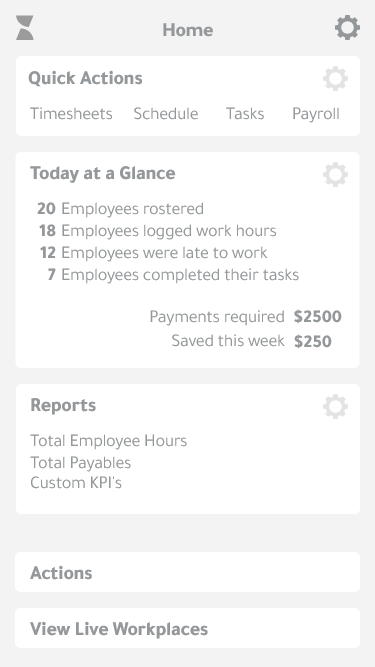 Home
Quick Actions
Timesheets Schedule Tasks Payroll
Today at a Glance
20 Employees rostered
18 Employees logged work hours
12 Employees were late to work
7 Employees completed their tasks
Payments required $2500
Saved this week $250
Reports
Total Employee Hours
Total Payables
Custom KPI's
Actions
View Live Workplaces